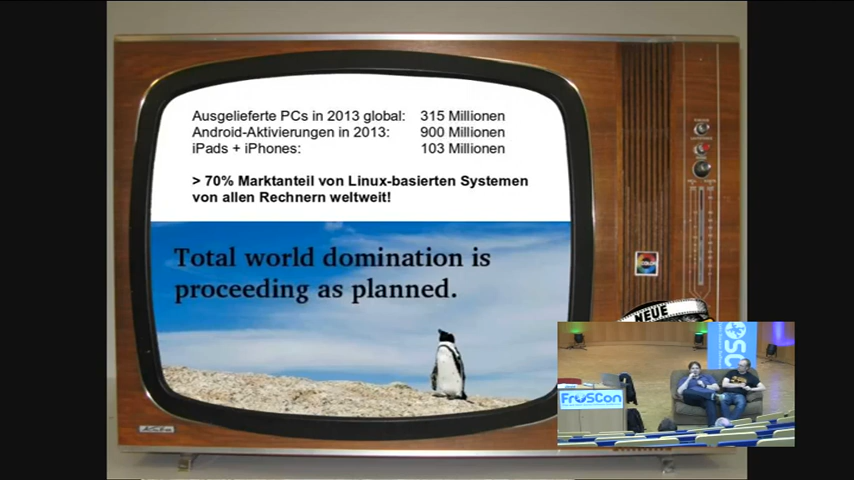 Ausgelieferte PCs in 2013 global: 315 Millionen
Android-Aktivierungen in 2013: 900 Millionen
iPads + iPhones: 103 Millionen
> 70% Marktanteil von Linux-basierten Systemen
von allen Rechnern weltweit!
Total world domination is
proceeding as planned.
NEUE
FrOSCon